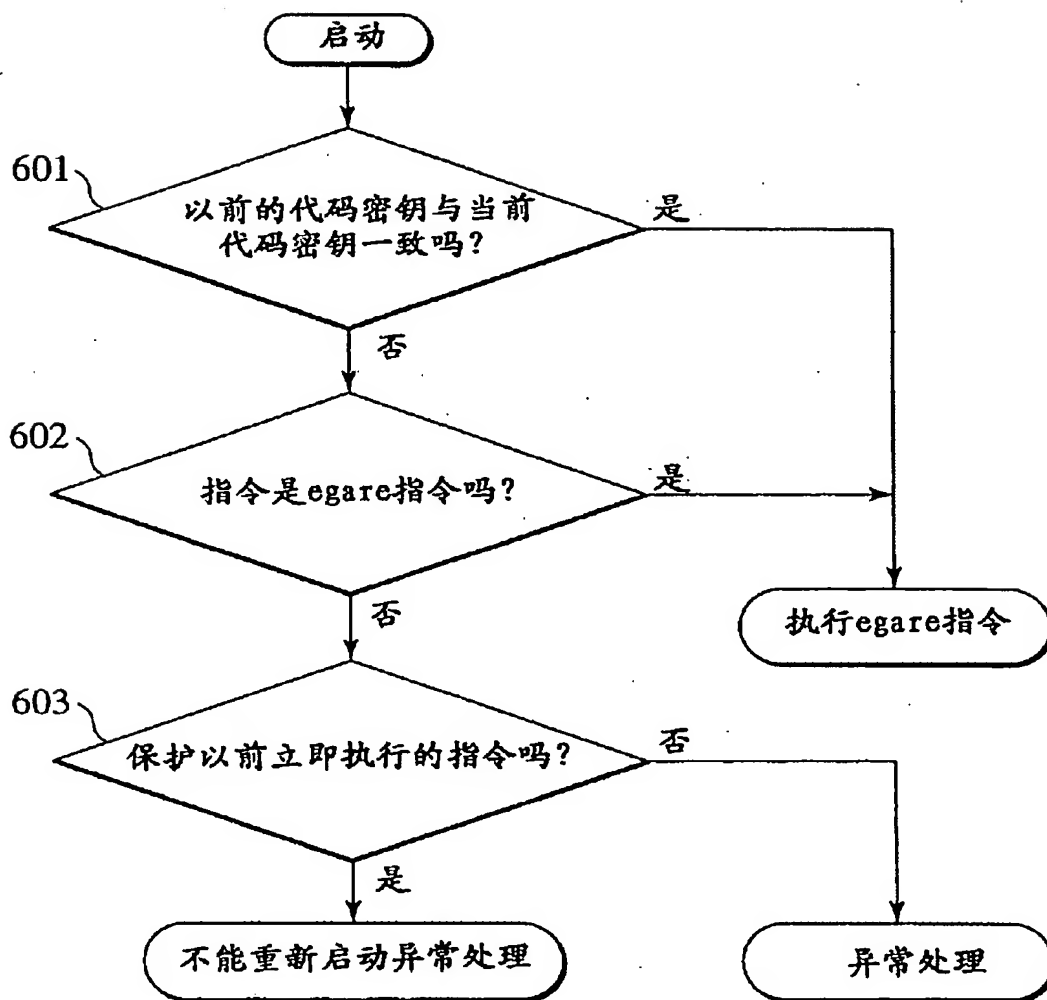 启动
601
以前的代码密钥与当前
代码密钥一致吗?
是
否
602
指令是egare指令吗?
是
否
执行egare指令
603
保护以前立即执行的指令吗?
否
是
不能重新启动异常处理
异常处理